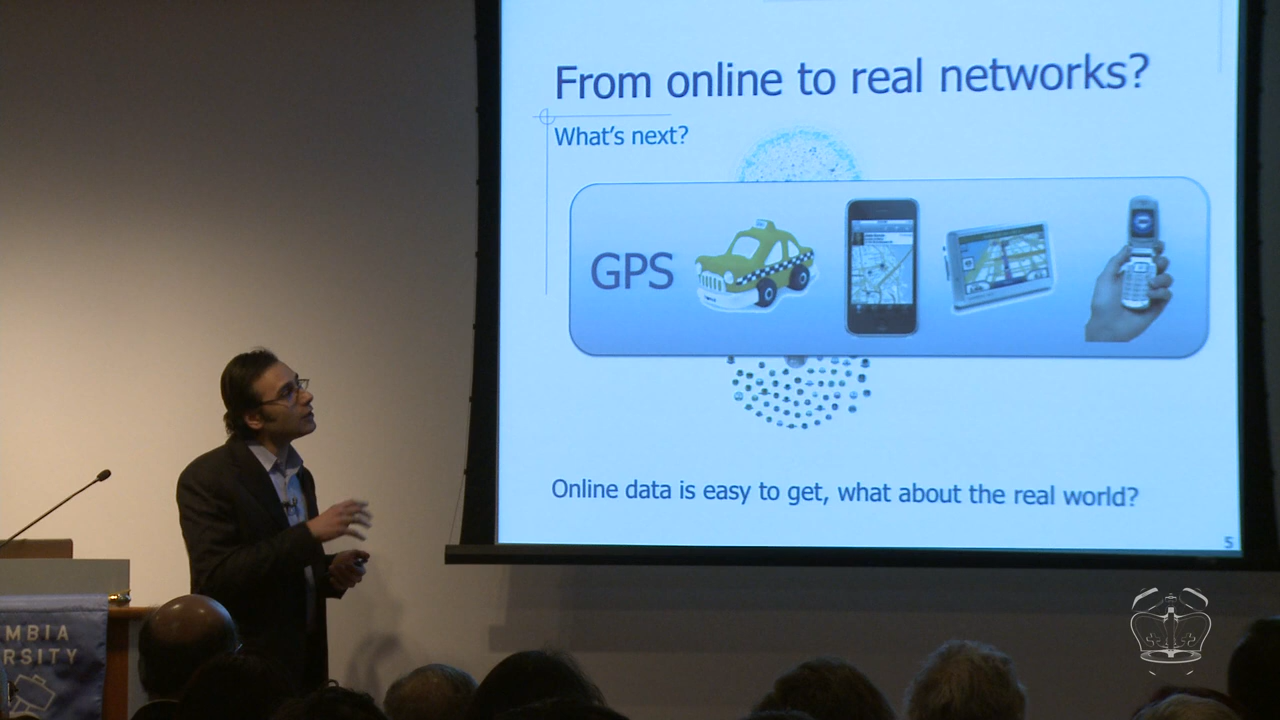 From online to real networks?
What's next?
GPS
Online data is easy to get, what about the real world?
5
MBIA
RSITY